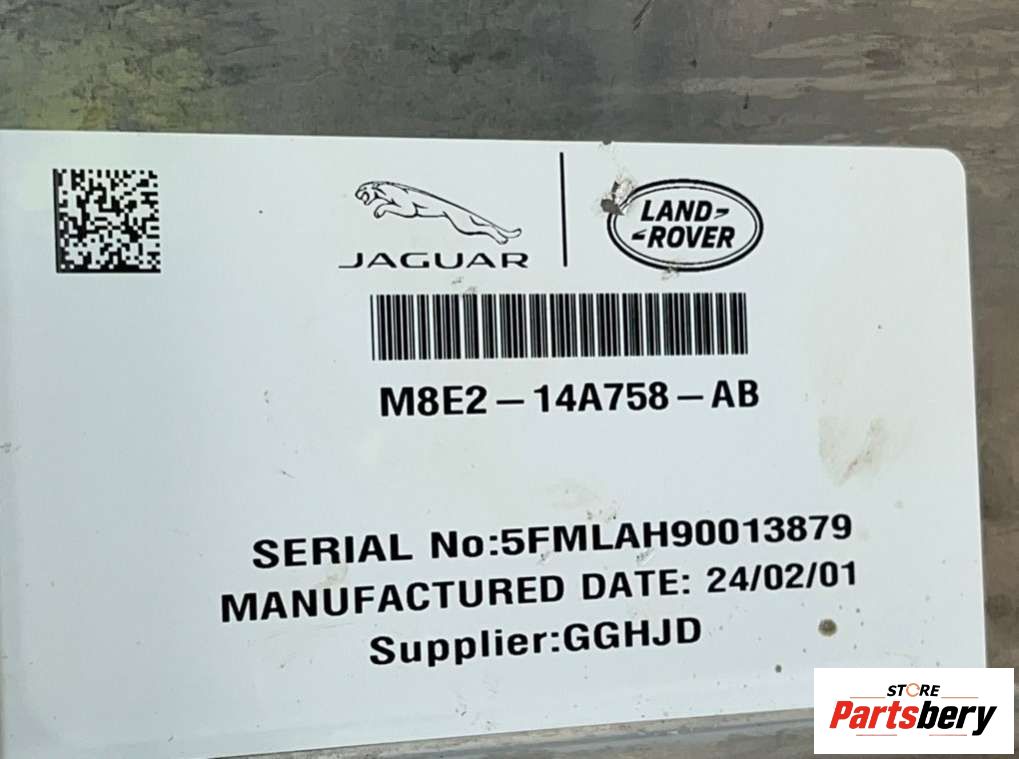 JAGUAR
LAND
ROVER
M8E2-14A758-AB
SERIAL No:5FMLAH90013879
MANUFACTURED DATE: 24/02/01
Supplier:GGHJD
STORE
Partsbery